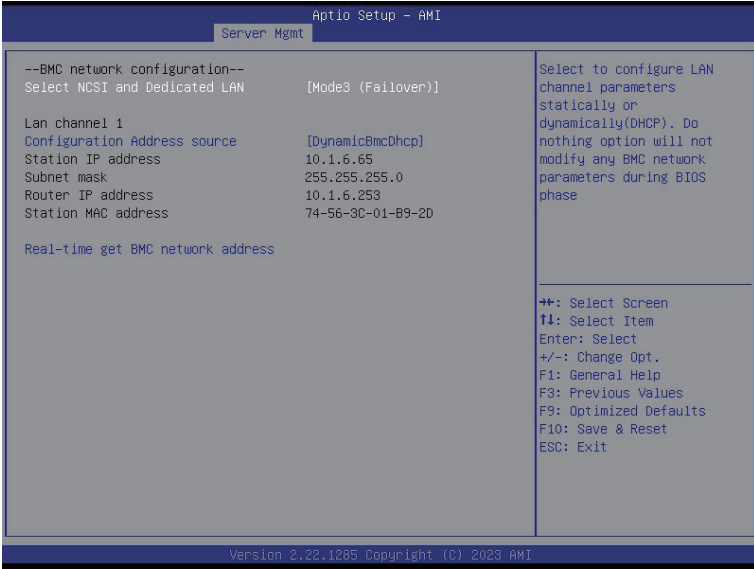 Aptio Setup – AMI
Server Mgmt
--BMC network configuration--
Select NCSI and Dedicated LAN [Mode3 (Failover)]
Lan channel 1
Configuration Address source [DynamicBmcDhcp]
Station IP address 10.1.6.65
Subnet mask 255.255.255.0
Router IP address 10.1.6.253
Station MAC address 74-56-3C-01-B9-2D
Real-time get BMC network address
Select to configure LAN
channel parameters
statically or
dynamically(DHCP). Do
nothing option will not
modify any BMC network
parameters during BIOS
phase
→←: Select Screen
↑↓: Select Item
Enter: Select
+/-: Change Opt.
F1: General Help
F3: Previous Values
F9: Optimized Defaults
F10: Save & Reset
ESC: Exit
Version 2.22.1285 Copyright (C) 2023 AMI